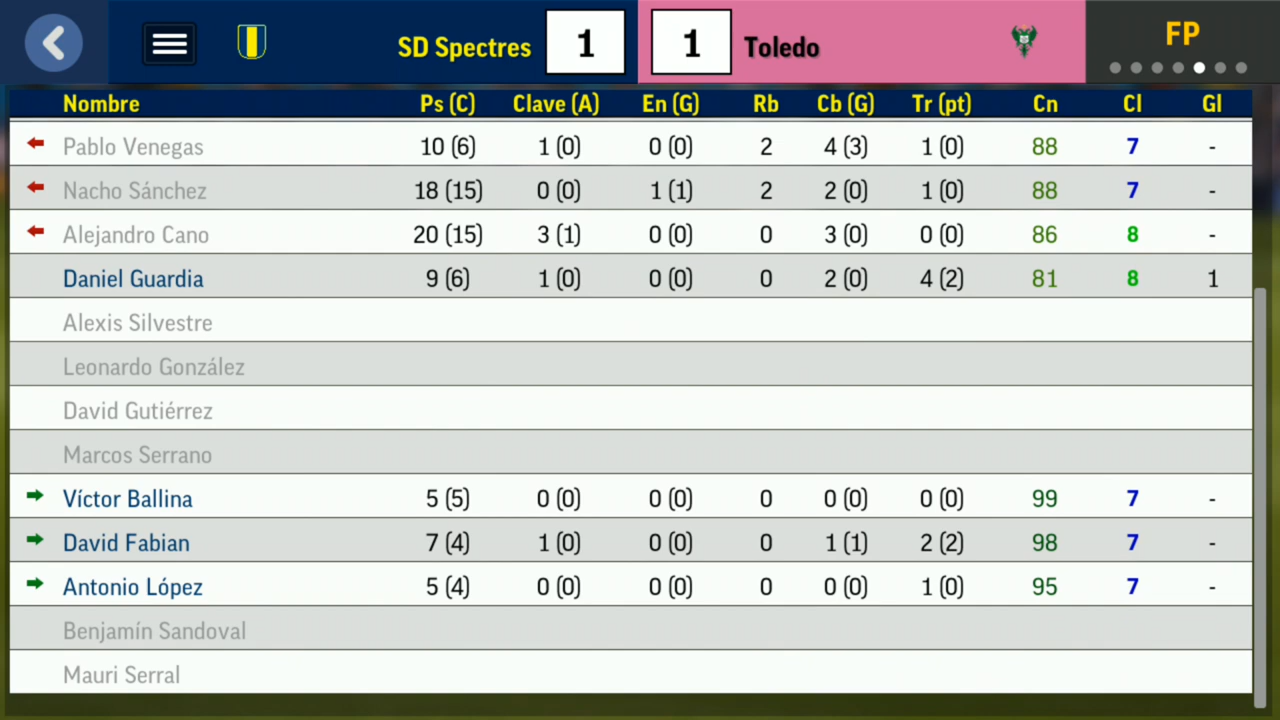 SD Spectres 1 1 Toledo FP
Nombre Ps (C) Clave (A) En (G) Rb Cb (G) Tr (pt) Cn Cl Gl
Pablo Venegas 10 (6) 1 (0) 0 (0) 2 4 (3) 1 (0) 88 7 -
Nacho Sánchez 18 (15) 0 (0) 1 (1) 2 2 (0) 1 (0) 88 7 -
Alejandro Cano 20 (15) 3 (1) 0 (0) 0 3 (0) 0 (0) 86 8 -
Daniel Guardia 9 (6) 1 (0) 0 (0) 0 2 (0) 4 (2) 81 8 1
Alexis Silvestre
Leonardo González
David Gutiérrez
Marcos Serrano
Víctor Ballina 5 (5) 0 (0) 0 (0) 0 0 (0) 0 (0) 99 7 -
David Fabian 7 (4) 1 (0) 0 (0) 0 1 (1) 2 (2) 98 7 -
Antonio López 5 (4) 0 (0) 0 (0) 0 0 (0) 1 (0) 95 7 -
Benjamín Sandoval
Mauri Serral